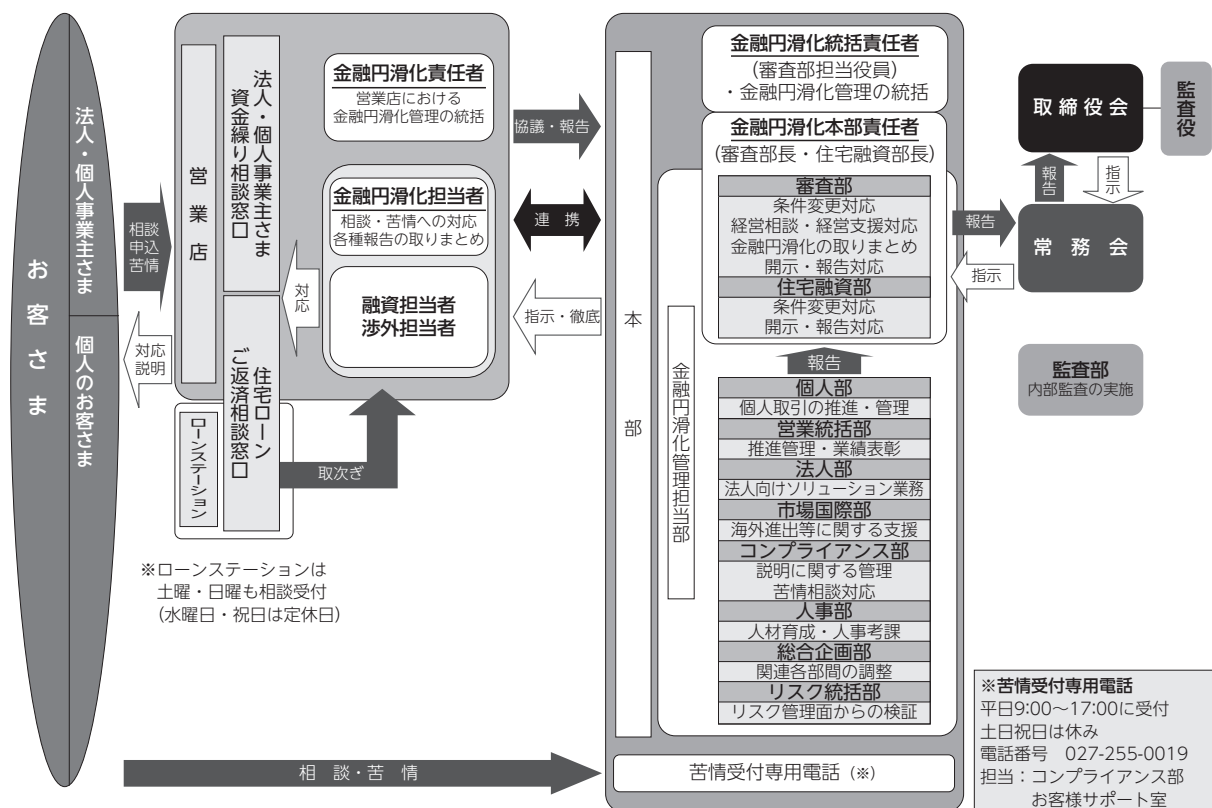 お客さま
法人・個人事業主さま
個人のお客さま
相談
申込
苦情
対応
説明
営業店
法人・個人事業主さま
資金繰り相談窓口
住宅ローン
ご返済相談窓口
ローンステーション
金融円滑化責任者
営業店における
金融円滑化管理の統括
金融円滑化担当者
相談・苦情への対応
各種報告の取りまとめ
対応
融資担当者
渉外担当者
取次ぎ
※ローンステーションは
土曜・日曜も相談受付
(水曜日・祝日は定休日)
協議・報告
連携
指示・徹底
本部
金融円滑化統括責任者
(審査部担当役員)
・金融円滑化管理の統括
金融円滑化本部責任者
(審査部長・住宅融資部長)
金融円滑化管理担当部
審査部
条件変更対応
経営相談・経営支援対応
金融円滑化の取りまとめ
開示・報告対応
住宅融資部
条件変更対応
開示・報告対応
報告
個人部
個人取引の推進・管理
営業統括部
推進管理・業績表彰
法人部
法人向けソリューション業務
市場国際部
海外進出等に関する支援
コンプライアンス部
説明に関する管理
苦情相談対応
人事部
人材育成・人事考課
総合企画部
関連各部間の調整
リスク統括部
リスク管理面からの検証
相談・苦情
苦情受付専用電話(※)
報告
指示
取締役会
監査役
報告
指示
常務会
監査部
内部監査の実施
※苦情受付専用電話
平日9:00〜17:00に受付
土日祝日は休み
電話番号 027-255-0019
担当：コンプライアンス部
お客様サポート室